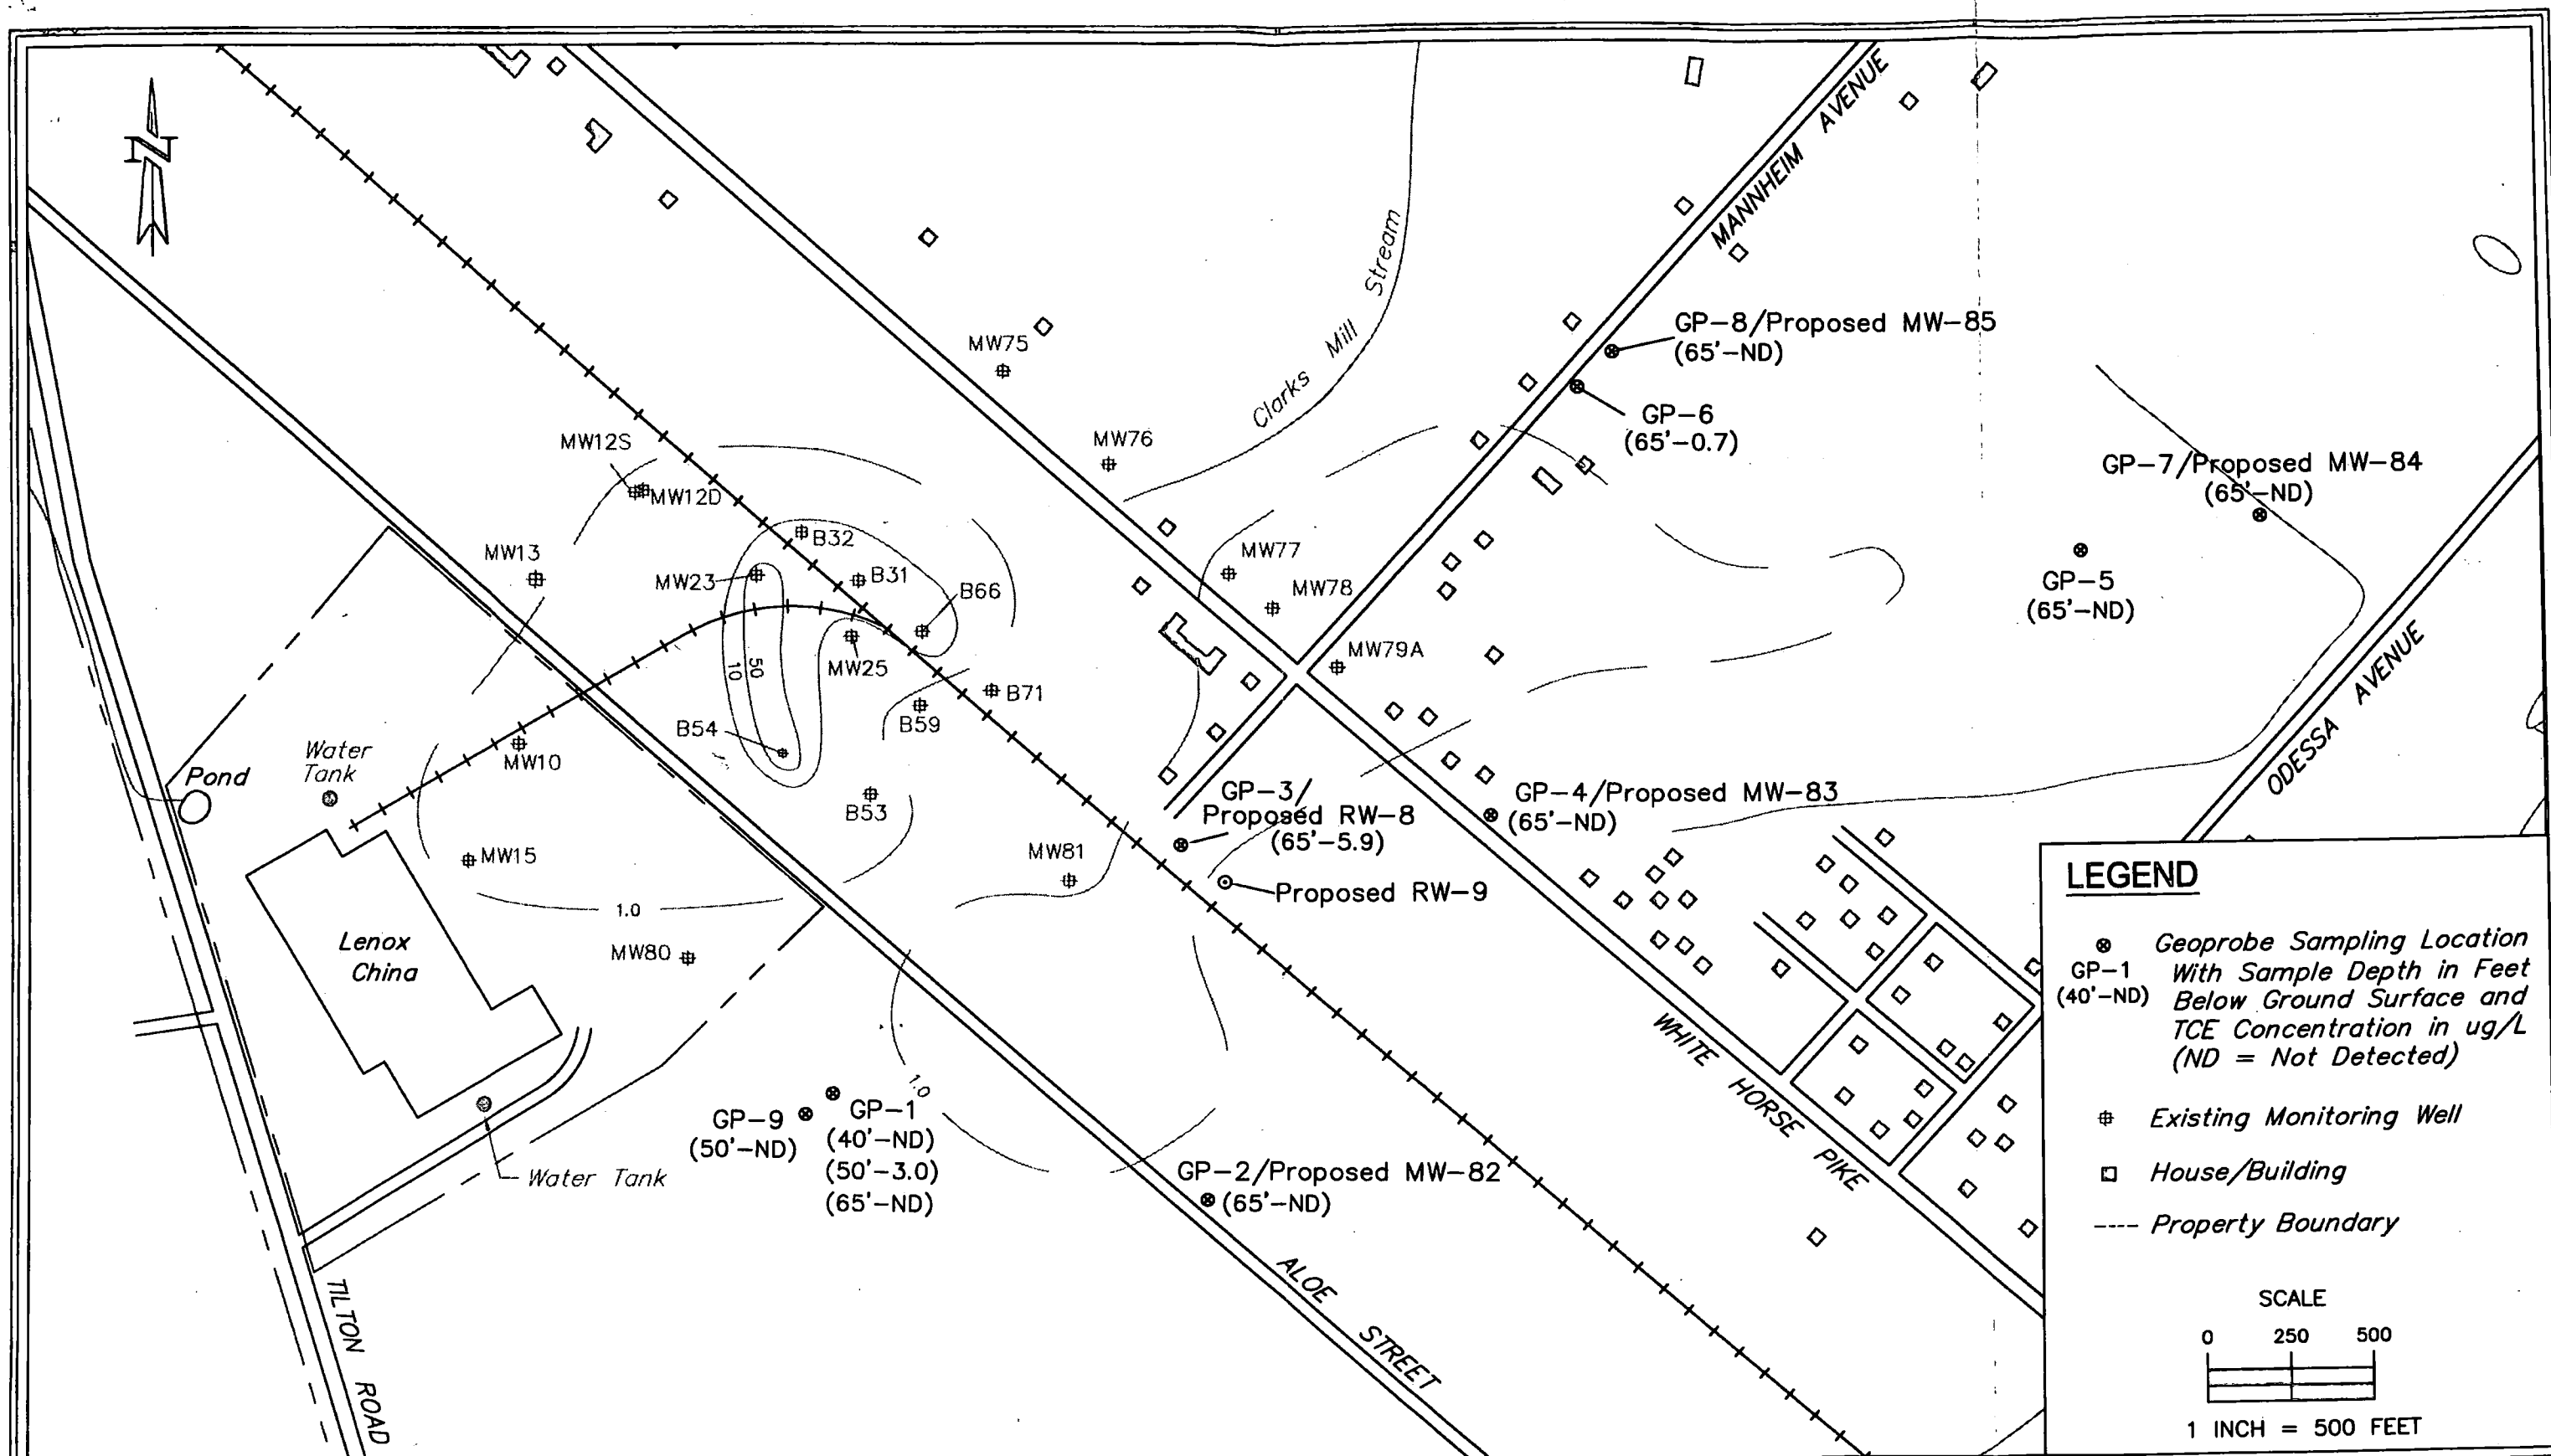 N
MANNHEIM AVENUE
Clarks Mill Stream
MW75
GP-8/Proposed MW-85
(65'-ND)
MW12S
MW76
GP-6
(65'-0.7)
MW12D
GP-7/Proposed MW-84
(65'-ND)
B32
MW13
MW77
MW23
B31
GP-5
(65'-ND)
B66
MW78
MW25
MW79A
10
50
B71
B59
B54
ODESSA AVENUE
Water
Tank
MW10
Pond
GP-3/
Proposed RW-8
(65'-5.9)
GP-4/Proposed MW-83
(65'-ND)
B53
MW15
MW81
Proposed RW-9
1.0
Lenox
China
MW80
WHITE HORSE PIKE
1.0
GP-9
(50'-ND)
GP-1
(40'-ND)
(50'-3.0)
(65'-ND)
Water Tank
GP-2/Proposed MW-82
(65'-ND)
TILTON ROAD
ALOE STREET
LEGEND
GP-1
(40'-ND)
Geoprobe Sampling Location
With Sample Depth in Feet
Below Ground Surface and
TCE Concentration in ug/L
(ND = Not Detected)
Existing Monitoring Well
House/Building
Property Boundary
SCALE
0 250 500
1 INCH = 500 FEET